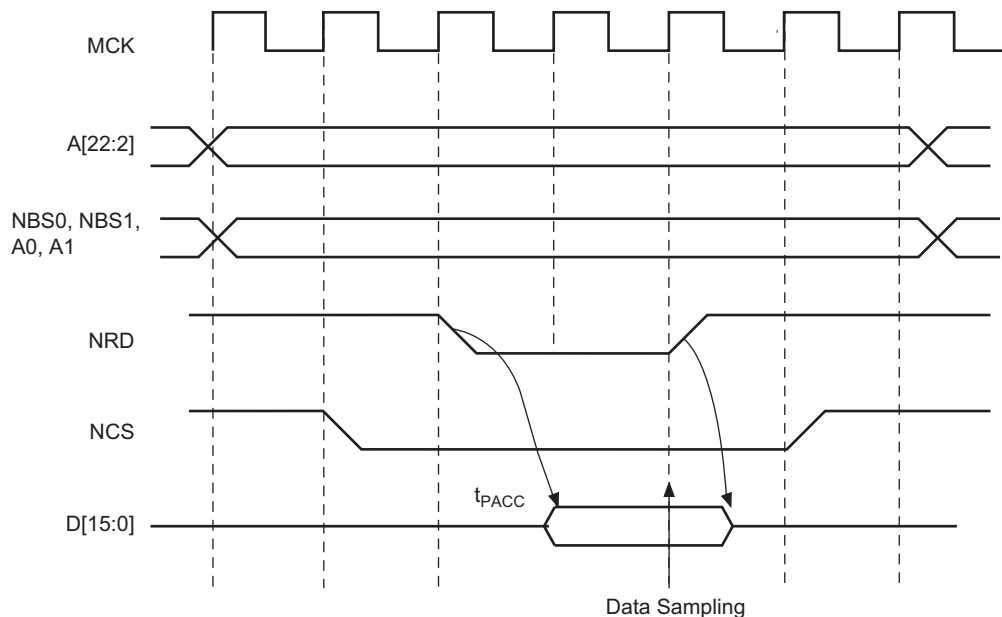 MCK
A[22:2]
NBS0, NBS1,
A0, A1
NRD
NCS
tPACC
D[15:0]
Data Sampling